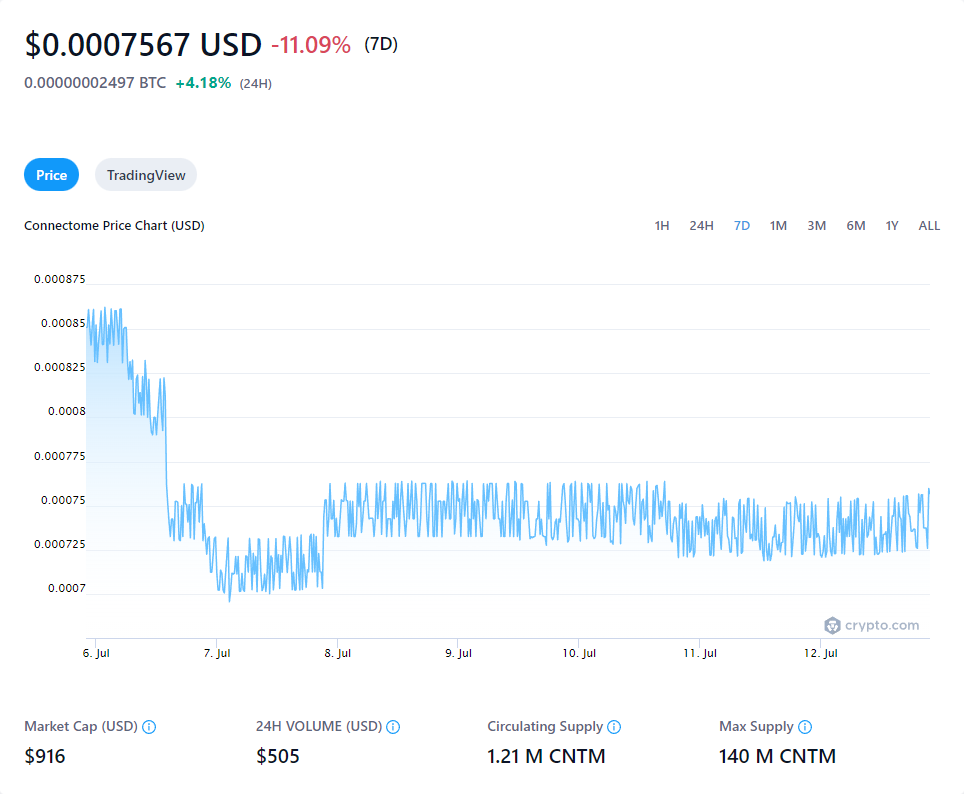 $0.0007567 USD -11.09% (7D)
0.00000002497 BTC +4.18% (24H)
Price TradingView
Connectome Price Chart (USD) 1H 24H 7D 1M 3M 6M 1Y ALL
0.000875
0.00085
0.000825
0.0008
0.000775
0.00075
0.000725
0.0007
crypto.com
6. Jul 7. Jul 8. Jul 9. Jul 10. Jul 11. Jul 12. Jul
Market Cap (USD) 24H VOLUME (USD) Circulating Supply Max Supply
$916 $505 1.21 M CNTM 140 M CNTM